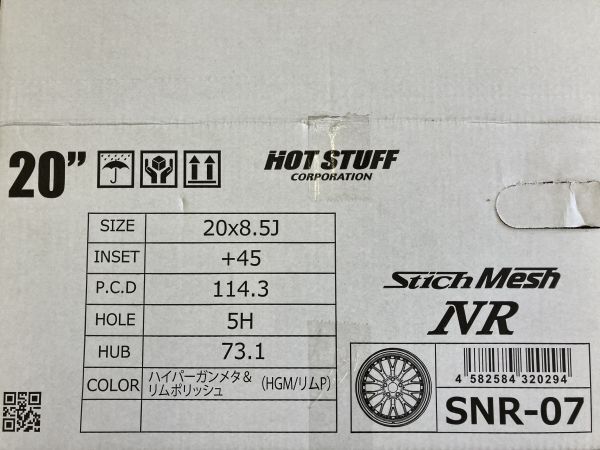 20"
HOT STUFF
CORPORATION
SIZE 20x8.5J
INSET +45
P.C.D 114.3
HOLE 5H
HUB 73.1
COLOR ハイパーガンメタ＆リムポリッシュ (HGM/リムP)
Stich Mesh
NR
4 582584 320294
SNR-07